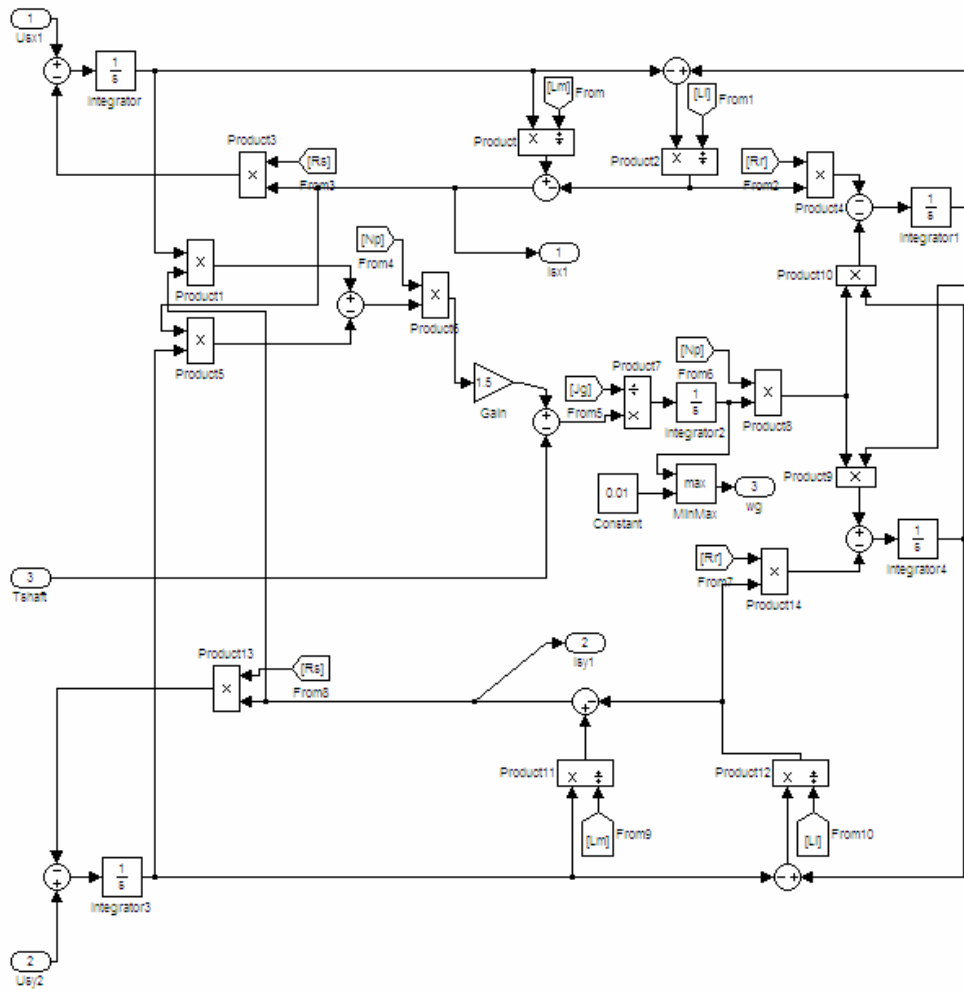 1
Usx1
1
s
Integrator
[Lm]
From
[Ll]
From1
Product
Product2
Product3
[Rs]
From3
[Rr]
From2
Product4
1
s
Integrator1
1
Isx1
Product10
[Np]
From4
Product1
Product6
Product5
1.5
Gain
[Jg]
From5
Product7
1
s
Integrator2
[Np]
From6
Product8
Product9
0.01
Constant
max
MinMax
3
wg
1
s
Integrator4
[Rr]
From7
Product14
3
Tshaft
2
Isy1
Product13
[Rs]
From8
Product11
Product12
[Lm]
From9
[Ll]
From10
1
s
Integrator3
2
Usy2